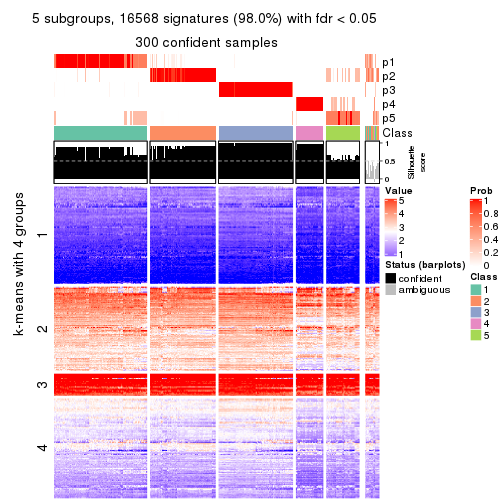 5 subgroups, 16568 signatures (98.0%) with fdr < 0.05
300 confident samples
p1
p2
p3
p4
p5
Class
1
0.5
0
Silhouette
score
k-means with 4 groups
1
2
3
4
Value
5
4
3
2
1
Status (barplots)
confident
ambiguous
Prob
1
0.8
0.6
0.4
0.2
0
Class
1
2
3
4
5